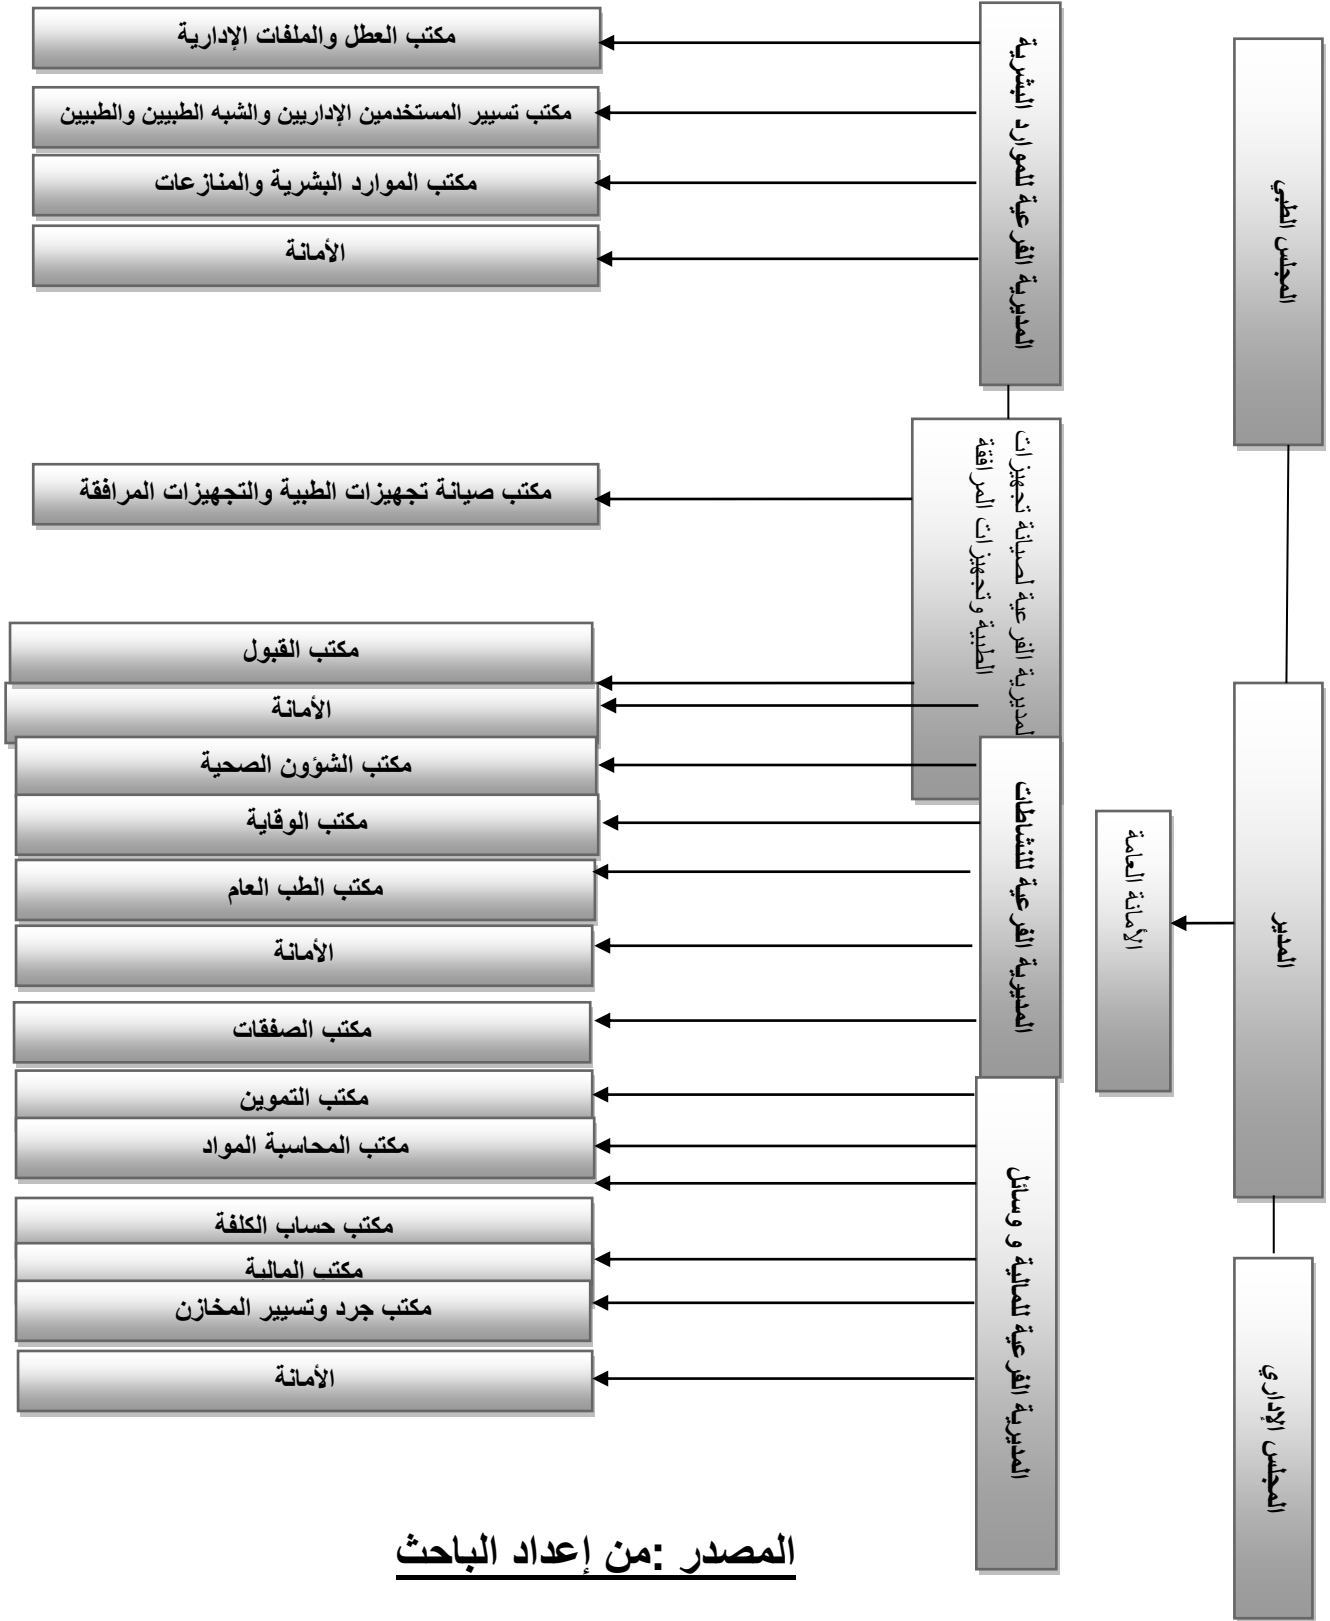 المجلس الطبي
المدير
المجلس الإداري
الأمانة العامة
المديرية الفرعية للموارد البشرية
المديرية الفرعية لصيانة تجهيزات
الطبية وتجهيزات المرافقة
المديرية الفرعية للنشاطات
المديرية الفرعية للمالية و وسائل
مكتب العطل والملفات الإدارية
مكتب تسيير المستخدمين الإداريين والشبه الطبيين والطبيين
مكتب الموارد البشرية والمنازعات
الأمانة
مكتب صيانة تجهيزات الطبية والتجهيزات المرافقة
مكتب القبول
الأمانة
مكتب الشؤون الصحية
مكتب الوقاية
مكتب الطب العام
الأمانة
مكتب الصفقات
مكتب التموين
مكتب المحاسبة المواد
مكتب حساب الكلفة
مكتب المالية
مكتب جرد وتسيير المخازن
الأمانة
المصدر :من إعداد الباحث